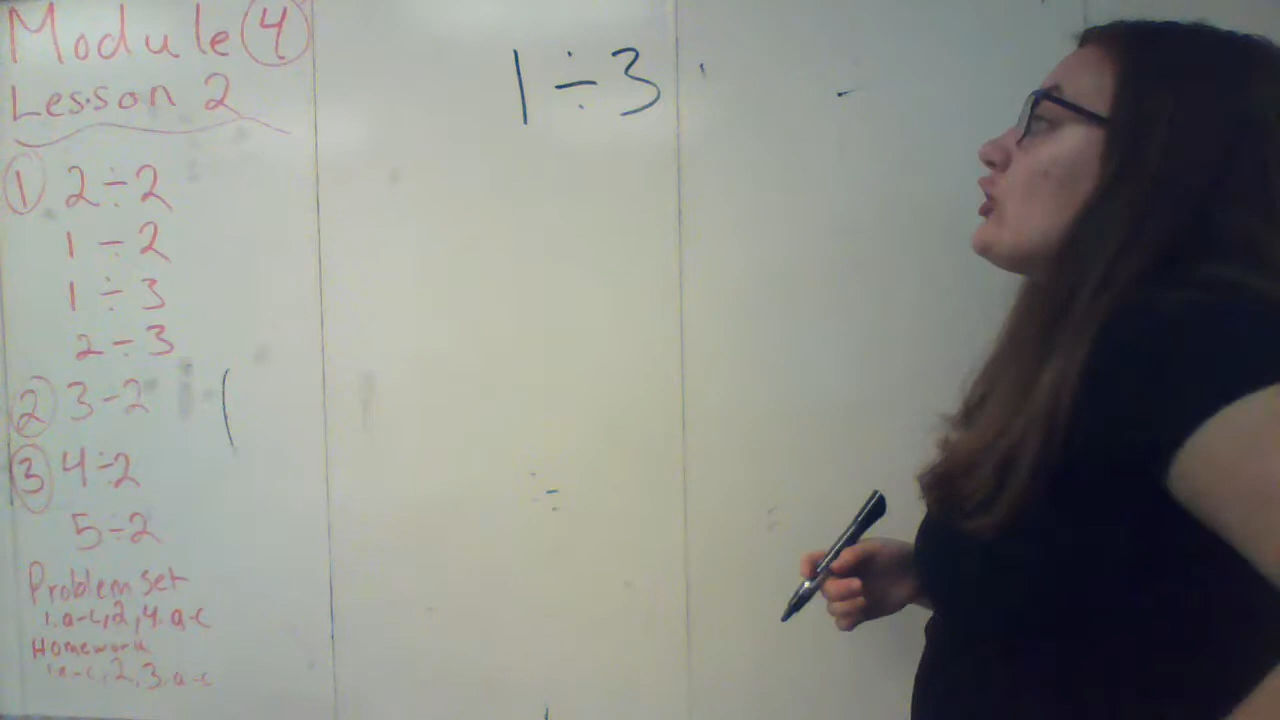 Module 4
Lesson 2
1 2÷2
1÷2
1÷3
2÷3
2 3÷2
3 4÷2
5÷2
Problem Set
1.a-c,2,4.a-c
Homework
1a-c,2,3.a-c
1÷3